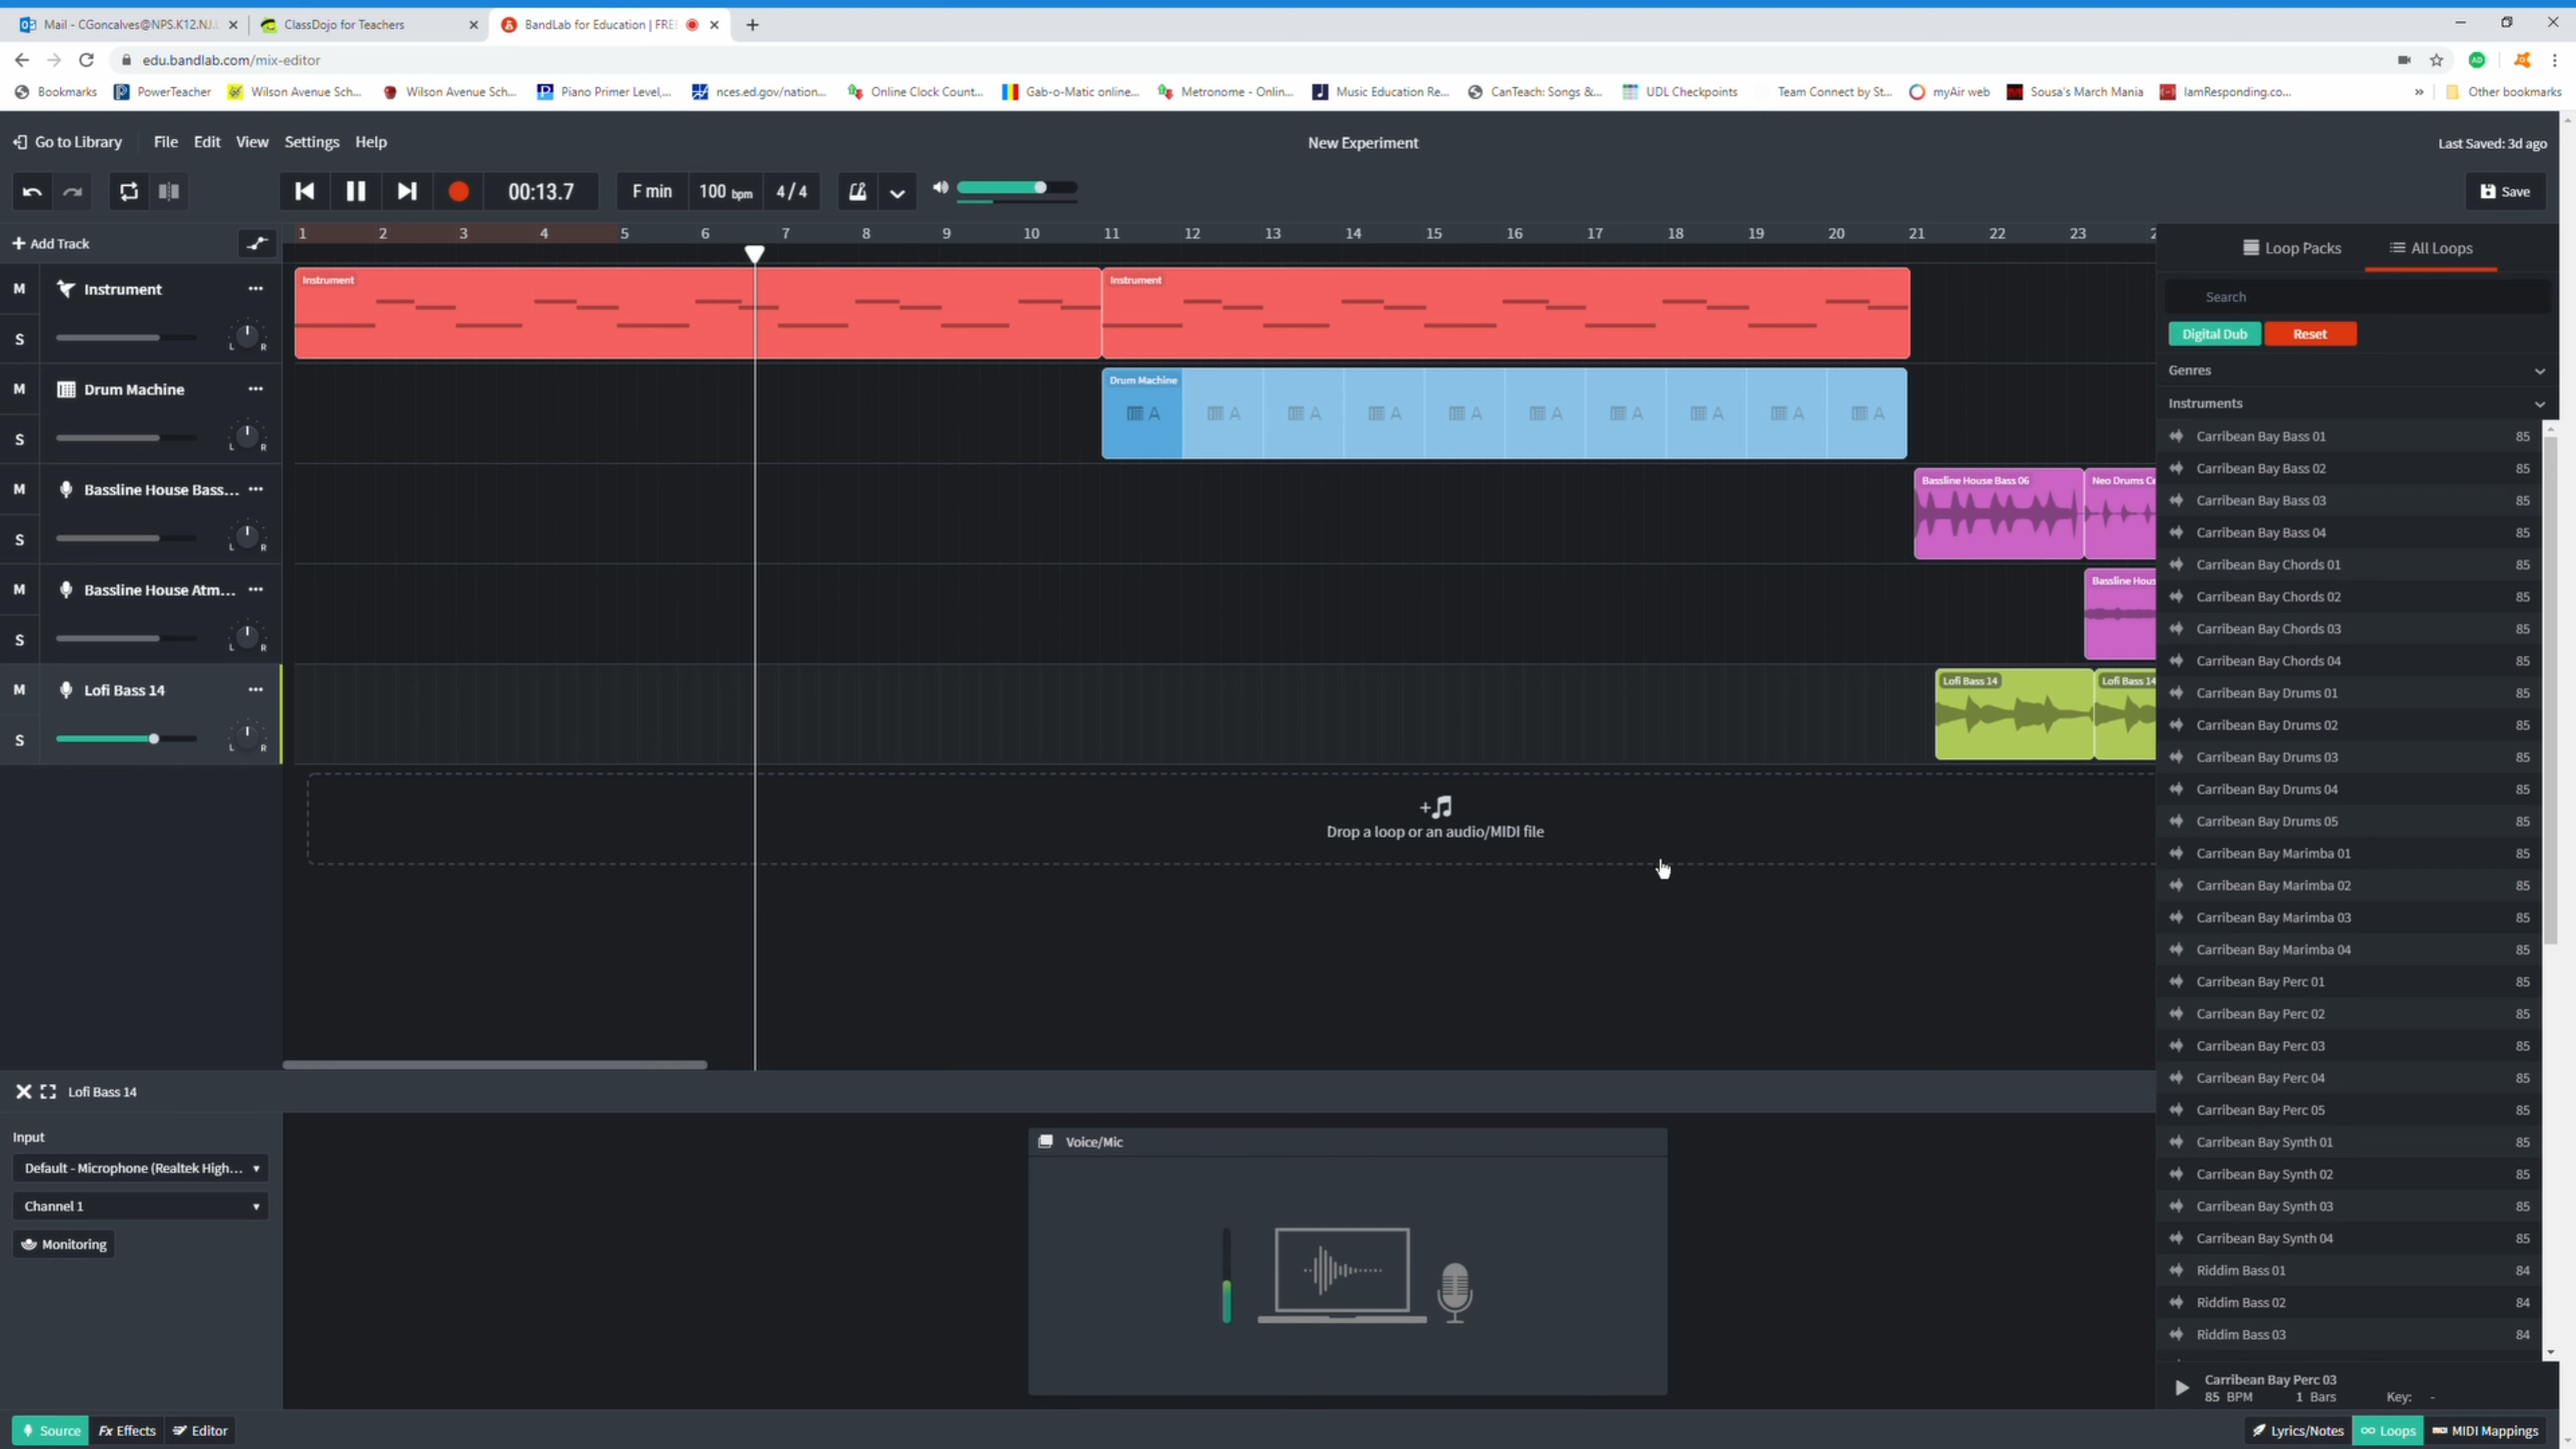 Mail - CGoncalves@NPS.K12.NJ.U
ClassDojo for Teachers
BandLab for Education | FREE
edu.bandlab.com/mix-editor
Bookmarks
PowerTeacher
Wilson Avenue Sch...
Wilson Avenue Sch...
Piano Primer Level,...
nces.ed.gov/nation...
Online Clock Count...
Gab-o-Matic online...
Metronome - Onlin...
Music Education Re...
CanTeach: Songs &...
UDL Checkpoints
Team Connect by St...
myAir web
Sousa's March Mania
IamResponding.co...
»
Other bookmarks
Go to Library
File
Edit
View
Settings
Help
New Experiment
Last Saved: 3d ago
00:13.7
F min
100 bpm
4/4
Save
+ Add Track
1 2 3 4 5 6 7 8 9 10 11 12 13 14 15 16 17 18 19 20 21 22 23 2
Loop Packs
All Loops
M Instrument ...
S L R
Instrument
Instrument
M Drum Machine ...
S L R
Drum Machine
A A A A A A A A A A
M Bassline House Bass... ...
S L R
Bassline House Bass 06
Neo Drums Ce
M Bassline House Atm... ...
S L R
Bassline Hous
M Lofi Bass 14 ...
S L R
Lofi Bass 14
Lofi Bass 14
Drop a loop or an audio/MIDI file
Search
Digital Dub
Reset
Genres
Instruments
Carribean Bay Bass 01 85
Carribean Bay Bass 02 85
Carribean Bay Bass 03 85
Carribean Bay Bass 04 85
Carribean Bay Chords 01 85
Carribean Bay Chords 02 85
Carribean Bay Chords 03 85
Carribean Bay Chords 04 85
Carribean Bay Drums 01 85
Carribean Bay Drums 02 85
Carribean Bay Drums 03 85
Carribean Bay Drums 04 85
Carribean Bay Drums 05 85
Carribean Bay Marimba 01 85
Carribean Bay Marimba 02 85
Carribean Bay Marimba 03 85
Carribean Bay Marimba 04 85
Carribean Bay Perc 01 85
Carribean Bay Perc 02 85
Carribean Bay Perc 03 85
Carribean Bay Perc 04 85
Carribean Bay Perc 05 85
Carribean Bay Synth 01 85
Carribean Bay Synth 02 85
Carribean Bay Synth 03 85
Carribean Bay Synth 04 85
Riddim Bass 01 84
Riddim Bass 02 84
Riddim Bass 03 84
Carribean Bay Perc 03
85 BPM 1 Bars Key: -
Lofi Bass 14
Input
Default - Microphone (Realtek High...
Channel 1
Monitoring
Voice/Mic
Source
Fx Effects
Editor
Lyrics/Notes
Loops
MIDI Mappings